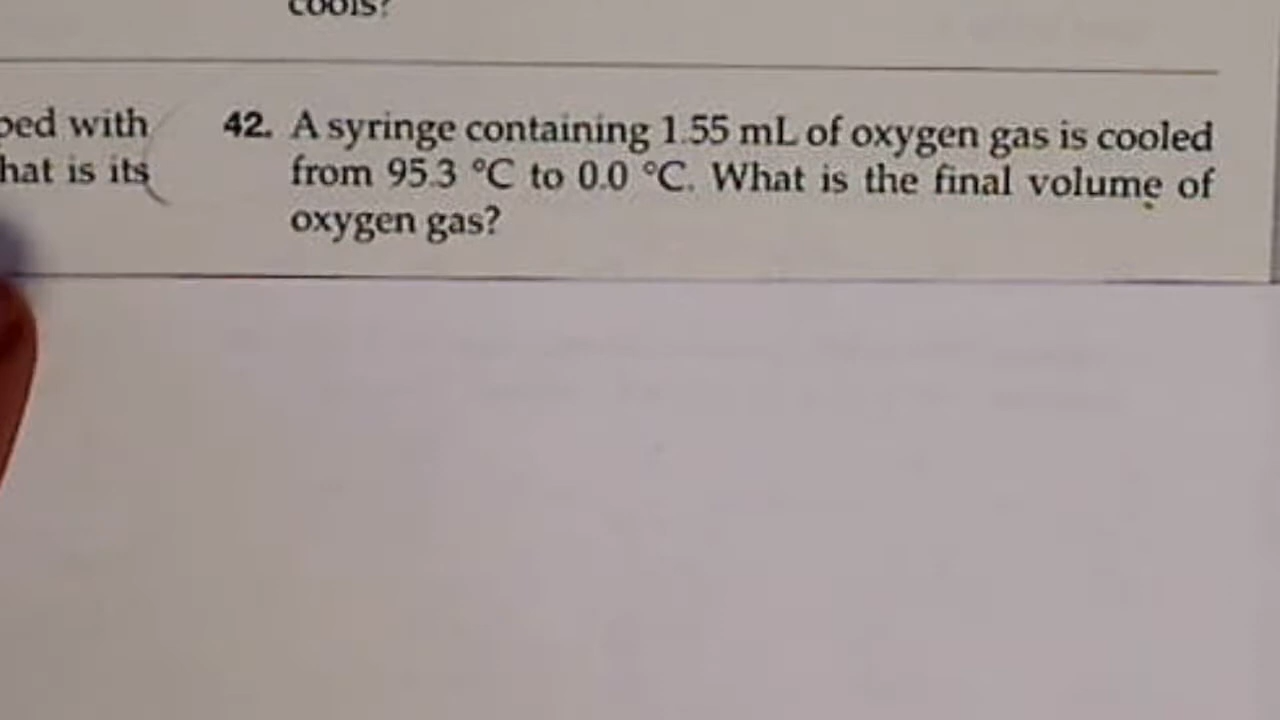 cools?
ped with
hat is its
42. A syringe containing 1.55 mL of oxygen gas is cooled
from 95.3 °C to 0.0 °C. What is the final volume of
oxygen gas?